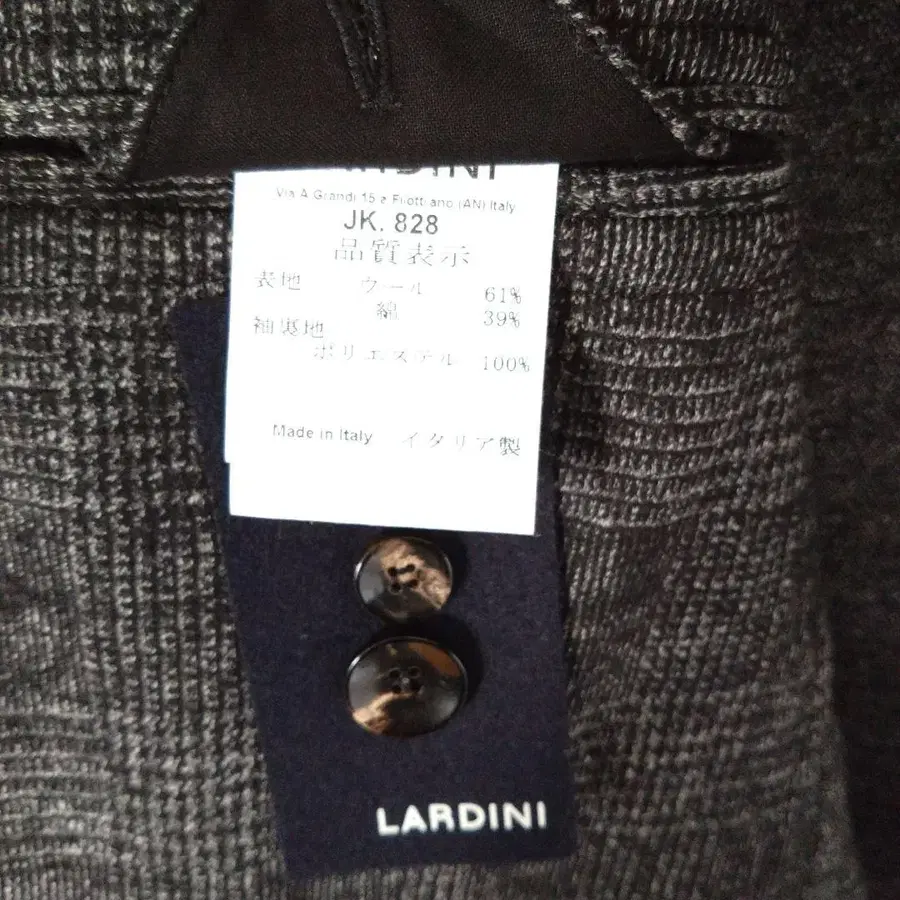 LARDINI
Via A Grandi 15 a Filottrano (AN) Italy
JK. 828
品質表示
表地 ウール 61%
綿 39%
袖裏地
ポリエステル 100%
Made in Italy イタリア製
LARDINI